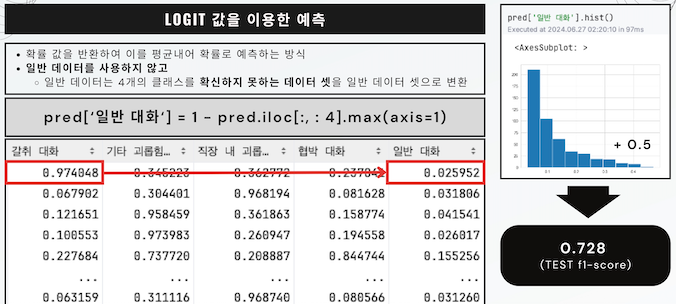 LOGIT 값을 이용한 예측
• 확률 값을 반환하여 이를 평균내어 확률로 예측하는 방식
• 일반 데이터를 사용하지 않고
○ 일반 데이터는 4개의 클래스를 확신하지 못하는 데이터 셋을 일반 데이터 셋으로 변환
pred['일반 대화'] = 1 - pred.iloc[:, : 4].max(axis=1)
갈취 대화 기타 괴롭힘... 직장 내 괴롭... 협박 대화 일반 대화
0.974048 0.345223 0.362772 0.025952
0.067902 0.304401 0.968194 0.081628 0.031806
0.121651 0.958459 0.361863 0.158774 0.041541
0.100553 0.973983 0.260947 0.194558 0.026017
0.227684 0.737720 0.208887 0.844744 0.155256
... ... ... ... ...
0.063159 0.311116 0.968740 0.080566 0.031260
pred['일반 대화'].hist()
Executed at 2024.06.27 02:20:10 in 97ms
<AxesSubplot: >
200
175
150
125
100
75
50
25
0
0.1 0.2 0.3 0.4
+ 0.5
0.728
(TEST f1-score)